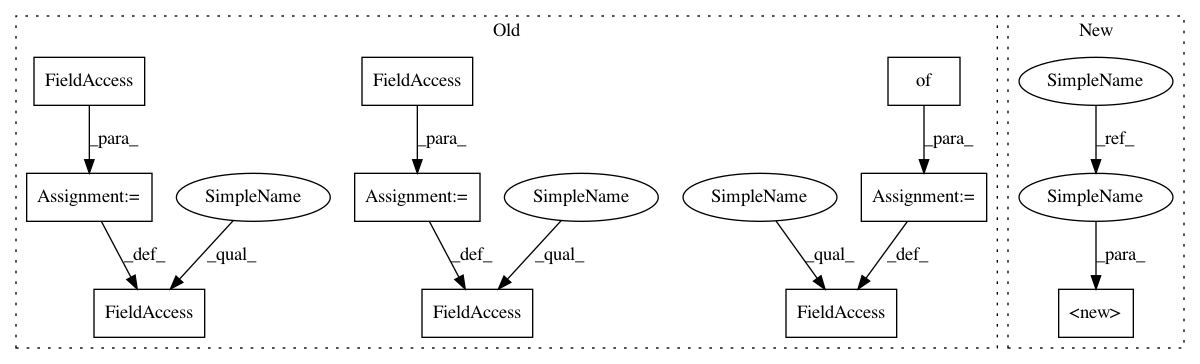 Old
New
FieldAccess
FieldAccess
of
SimpleName
_para_
_para_
_para_
_ref_
Assignment:=
SimpleName
Assignment:=
SimpleName
SimpleName
Assignment:=
SimpleName
_def_
_qual_
_def_
_qual_
_qual_
_def_
_para_
FieldAccess
FieldAccess
FieldAccess
<new>